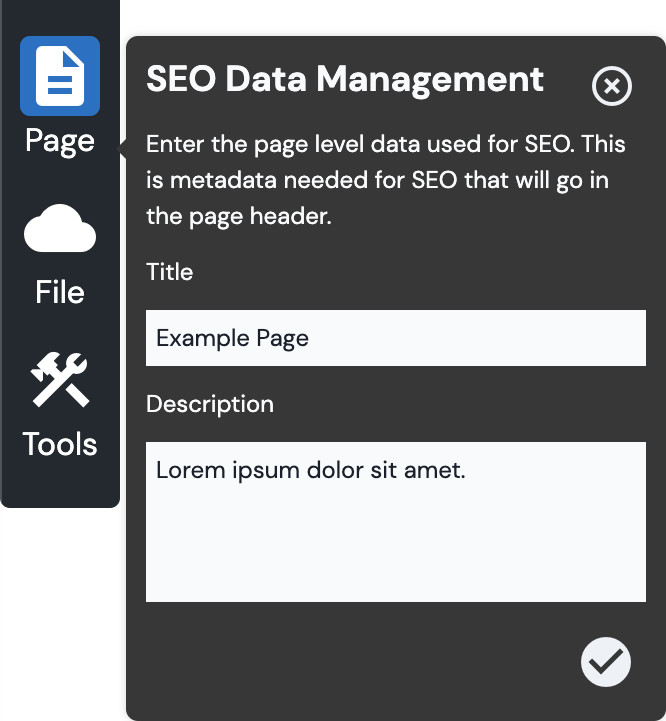 Page
File
Tools
SEO Data Management
Enter the page level data used for SEO. This
is metadata needed for SEO that will go in
the page header.
Title
Example Page
Description
Lorem ipsum dolor sit amet.